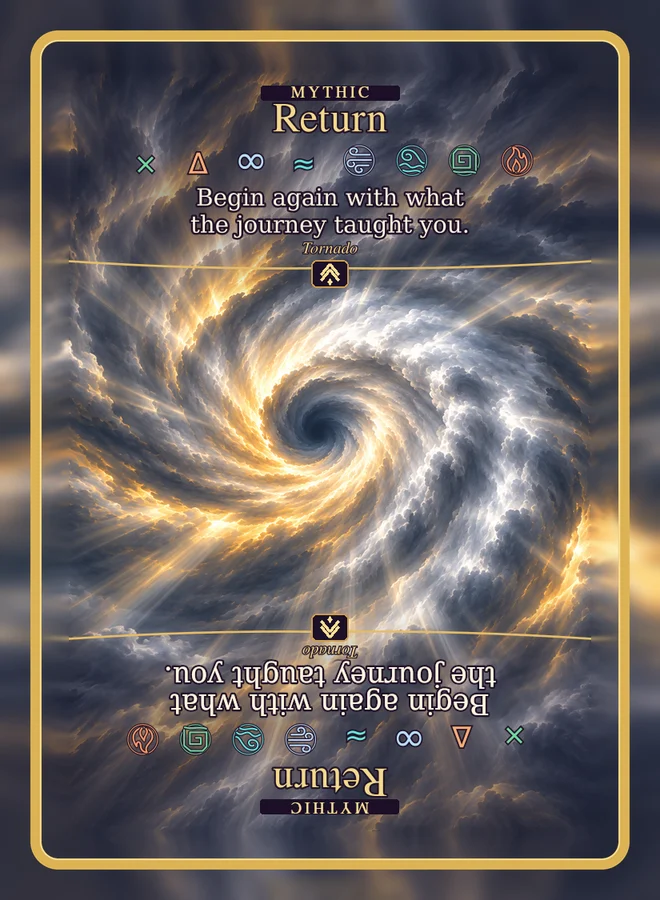 MYTHIC
Return
Begin again with what
the journey taught you.
Tornado
Tornado
the journey taught you.
Begin again with what
Return
MYTHIC